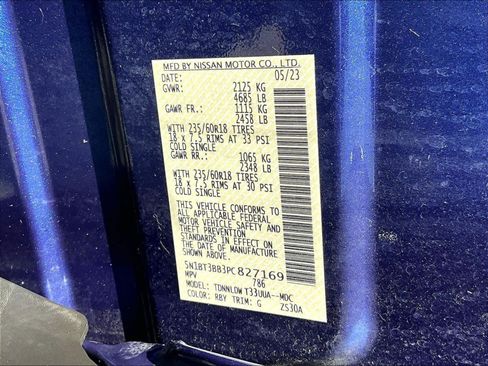 MFD BY NISSAN MOTOR CO., LTD.
DATE: 05/23
GVWR: 2125 KG
4685 LB
GAWR FR.: 1115 KG
2458 LB
WITH 235/60R18 TIRES
18 x 7.5 RIMS AT 33 PSI
COLD SINGLE
GAWR RR.: 1065 KG
2348 LB
WITH 235/60R18 TIRES
18 x 7.5 RIMS AT 30 PSI
COLD SINGLE
THIS VEHICLE CONFORMS TO
ALL APPLICABLE FEDERAL
MOTOR VEHICLE SAFETY AND
THEFT PREVENTION
STANDARDS IN EFFECT ON
THE DATE OF MANUFACTURE
SHOWN ABOVE.
5N1BT3BB3PC827169
MPV 786
MODEL: TDNNLDW T33UUA--MDC
COLOR: RBY TRIM: G ZS30A